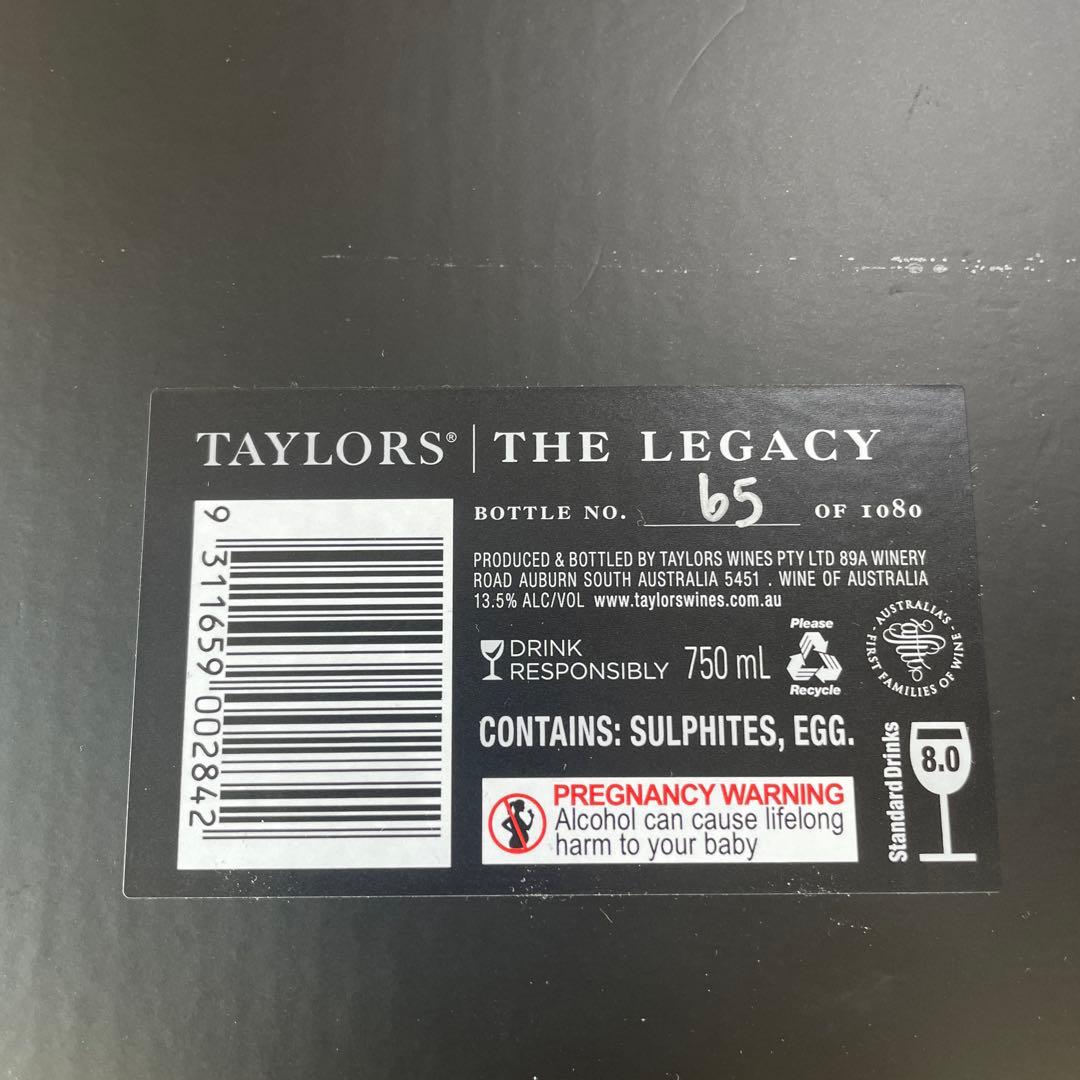 TAYLORS® | THE LEGACY
BOTTLE NO. 65 OF 1080
PRODUCED & BOTTLED BY TAYLORS WINES PTY LTD 89A WINERY
ROAD AUBURN SOUTH AUSTRALIA 5451 . WINE OF AUSTRALIA
13.5% ALC/VOL www.taylorswines.com.au
DRINK
RESPONSIBLY
750 mL
Please
Recycle
AUSTRALIA'S - FIRST FAMILIES OF WINE -
CONTAINS: SULPHITES, EGG.
Standard Drinks
8.0
PREGNANCY WARNING
Alcohol can cause lifelong
harm to your baby
9 311659 002842